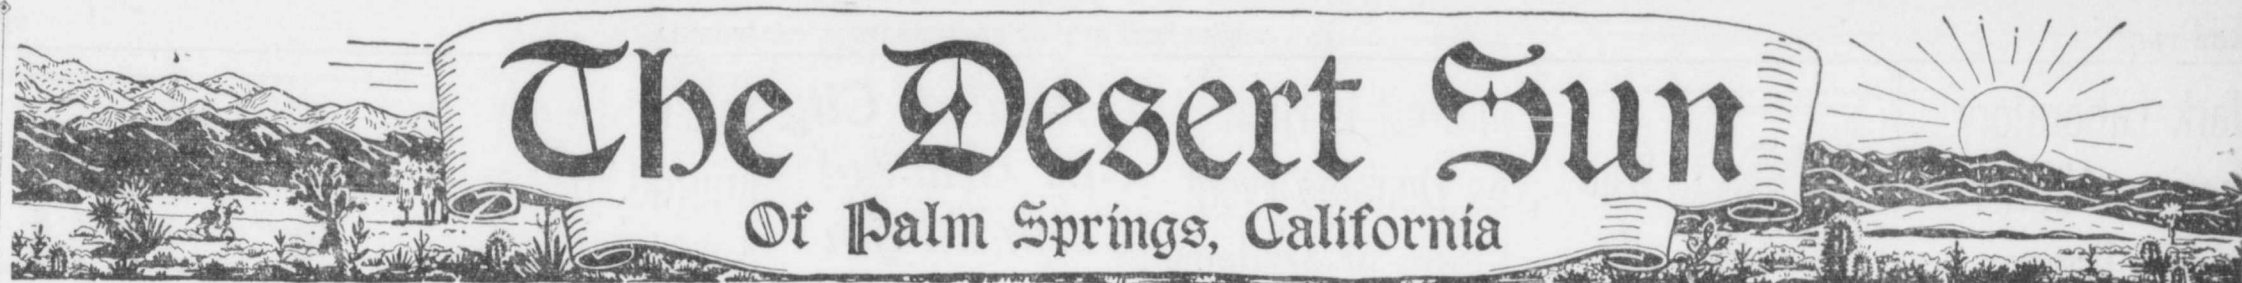 The Desert Sun
Of Palm Springs, California